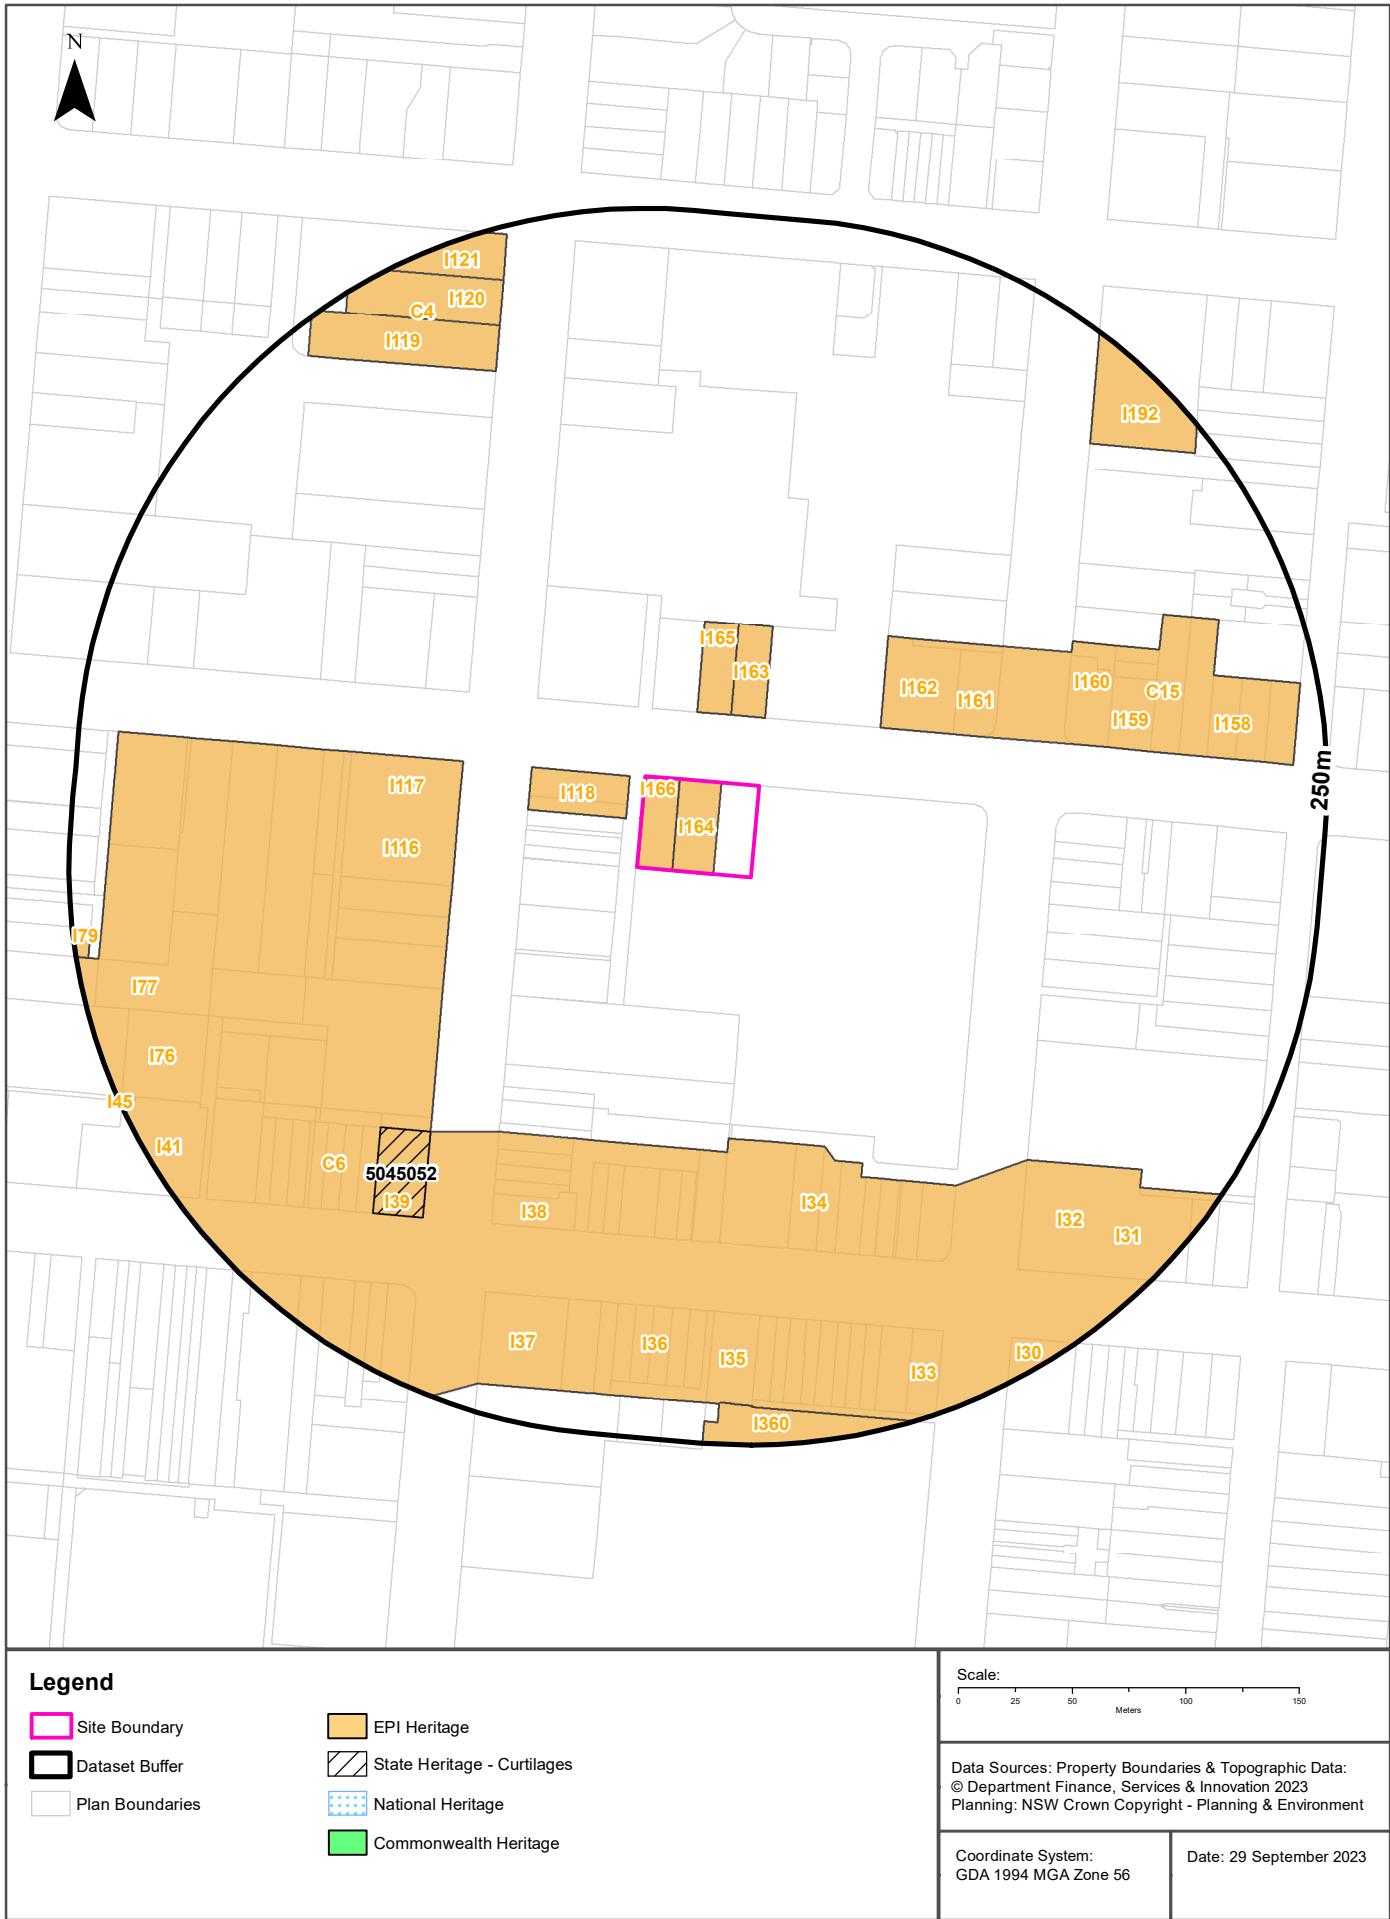 N
I121
I120
C4
I119
I192
I165
I163
I162
I161
I160
C15
I159
I158
250m
I117
I118
I166
I164
I116
I79
I77
I76
I45
I41
C6
5045052
I39
I38
I34
I32
I31
I37
I36
I35
I33
I30
I360
Legend
Site Boundary
Dataset Buffer
Plan Boundaries
EPI Heritage
State Heritage - Curtilages
National Heritage
Commonwealth Heritage
Scale:
0 25 50 100 150
Meters
Data Sources: Property Boundaries & Topographic Data:
© Department Finance, Services & Innovation 2023
Planning: NSW Crown Copyright - Planning & Environment
Coordinate System:
GDA 1994 MGA Zone 56
Date: 29 September 2023